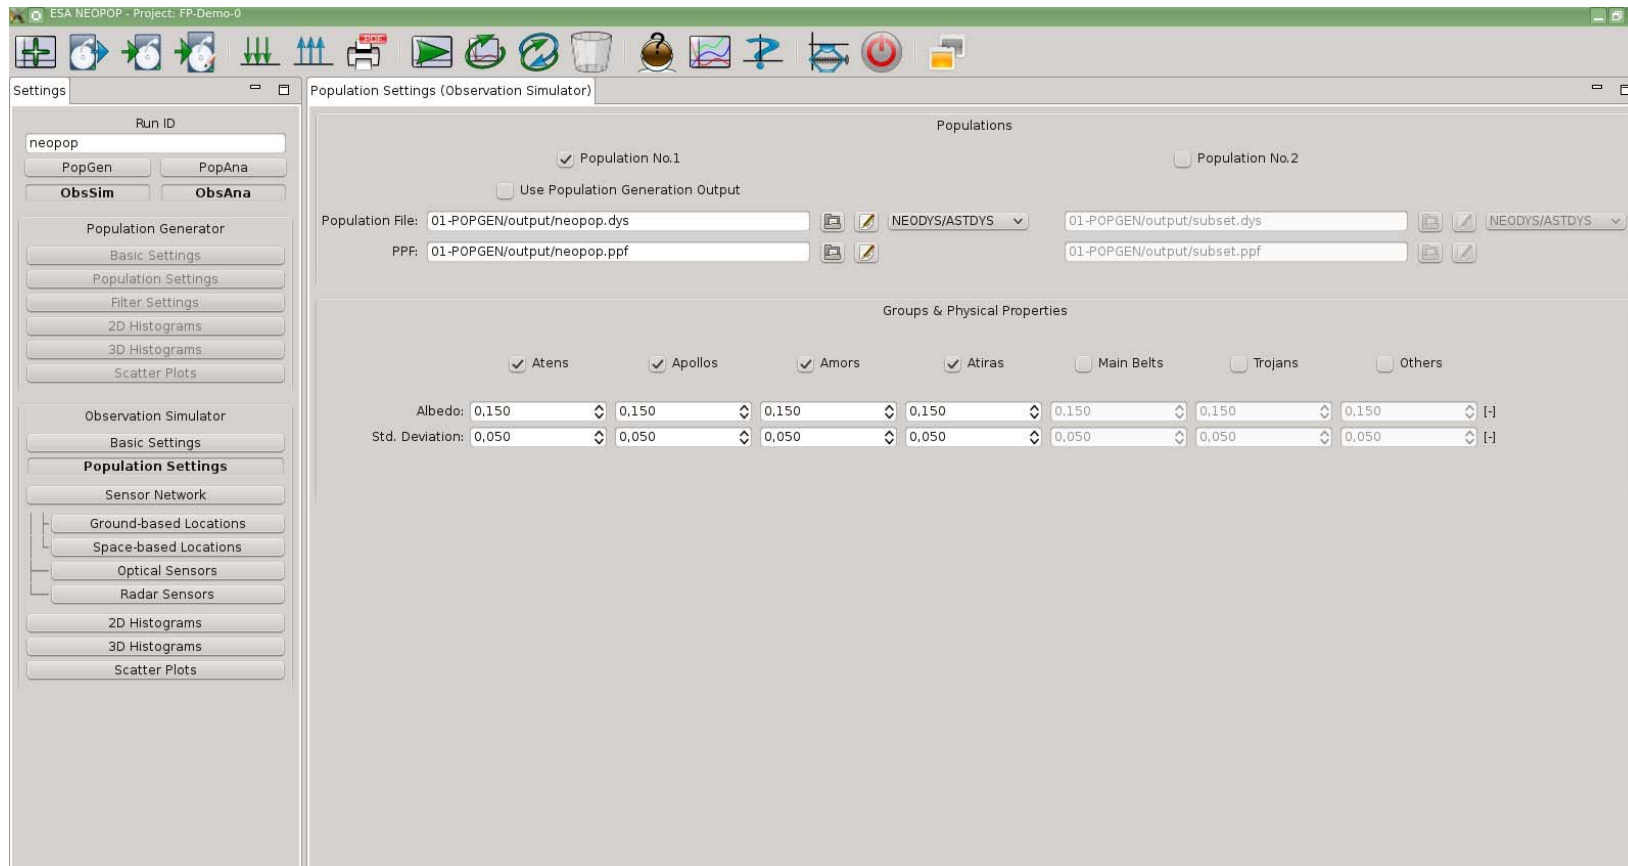 ESA NEOPOP - Project: FP-Demo-0
Settings
Population Settings (Observation Simulator)
Run ID
neopop
PopGen PopAna
ObsSim ObsAna
Population Generator
Basic Settings
Population Settings
Filter Settings
2D Histograms
3D Histograms
Scatter Plots
Observation Simulator
Basic Settings
Population Settings
Sensor Network
Ground-based Locations
Space-based Locations
Optical Sensors
Radar Sensors
2D Histograms
3D Histograms
Scatter Plots
Populations
Population No.1 Population No.2
Use Population Generation Output
Population File: 01-POPGEN/output/neopop.dys NEODYS/ASTDYS 01-POPGEN/output/subset.dys NEODYS/ASTDYS
PPF: 01-POPGEN/output/neopop.ppf 01-POPGEN/output/subset.ppf
Groups & Physical Properties
Atens Apollos Amors Atiras Main Belts Trojans Others
Albedo: 0,150 0,150 0,150 0,150 0,150 0,150 0,150 [-]
Std. Deviation: 0,050 0,050 0,050 0,050 0,050 0,050 0,050 [-]